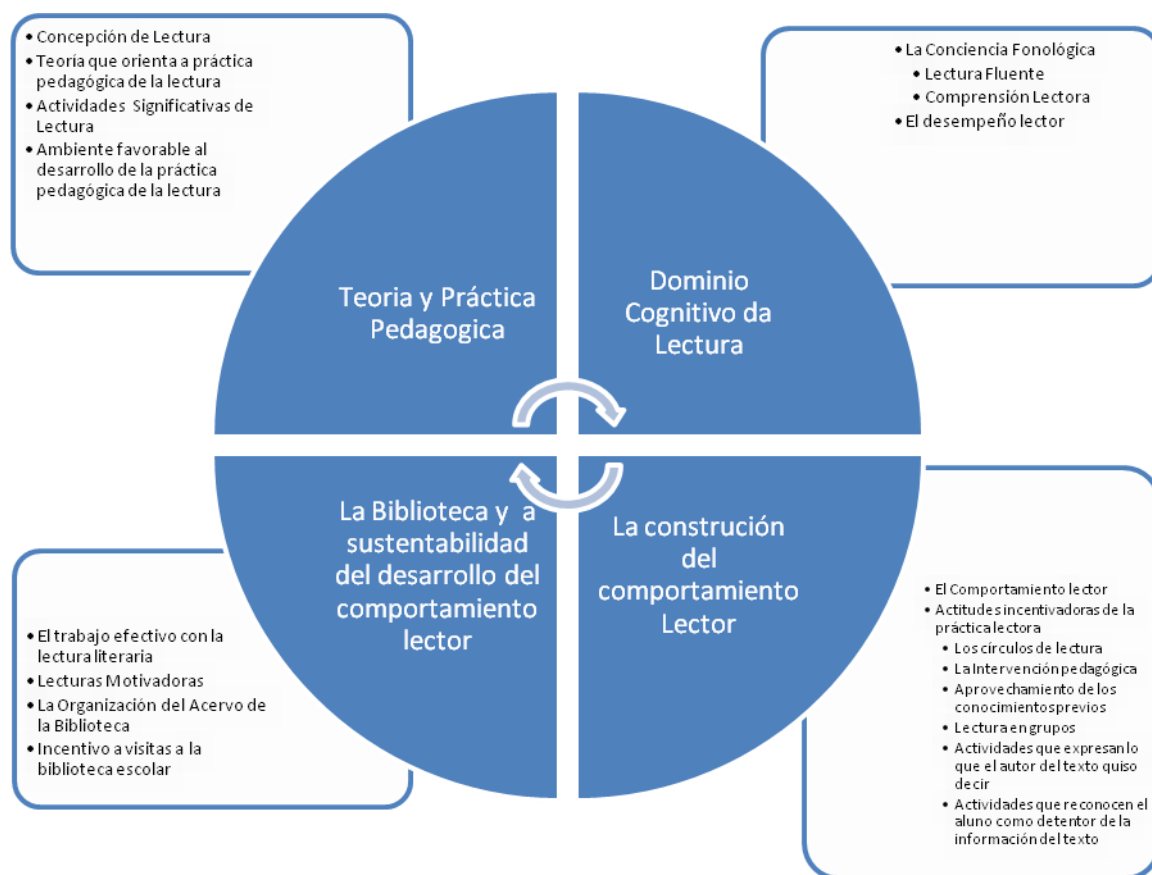 • Concepción de Lectura
• Teoría que orienta a práctica
pedagógica de la lectura
• Actividades Significativas de
Lectura
• Ambiente favorable al
desarrollo de la práctica
pedagógica de la lectura
• La Conciencia Fonológica
• Lectura Fluente
• Comprensión Lectora
• El desempeño lector
Teoria y Práctica
Pedagogica
Dominio
Cognitivo da
Lectura
La Biblioteca y a
sustentabilidad
del desarrollo del
comportamiento
lector
La construción
del
comportamiento
Lector
• El trabajo efectivo con la
lectura literaria
• Lecturas Motivadoras
• La Organización del Acervo de
la Biblioteca
• Incentivo a visitas a la
biblioteca escolar
• El Comportamiento lector
• Actitudes incentivadoras de la
práctica lectora
• Los círculos de lectura
• La Intervención pedagógica
• Aprovechamiento de los
conocimientos previos
• Lectura en grupos
• Actividades que expresan lo
que el autor del texto quiso
decir
• Actividades que reconocen el
aluno como detentor de la
información del texto